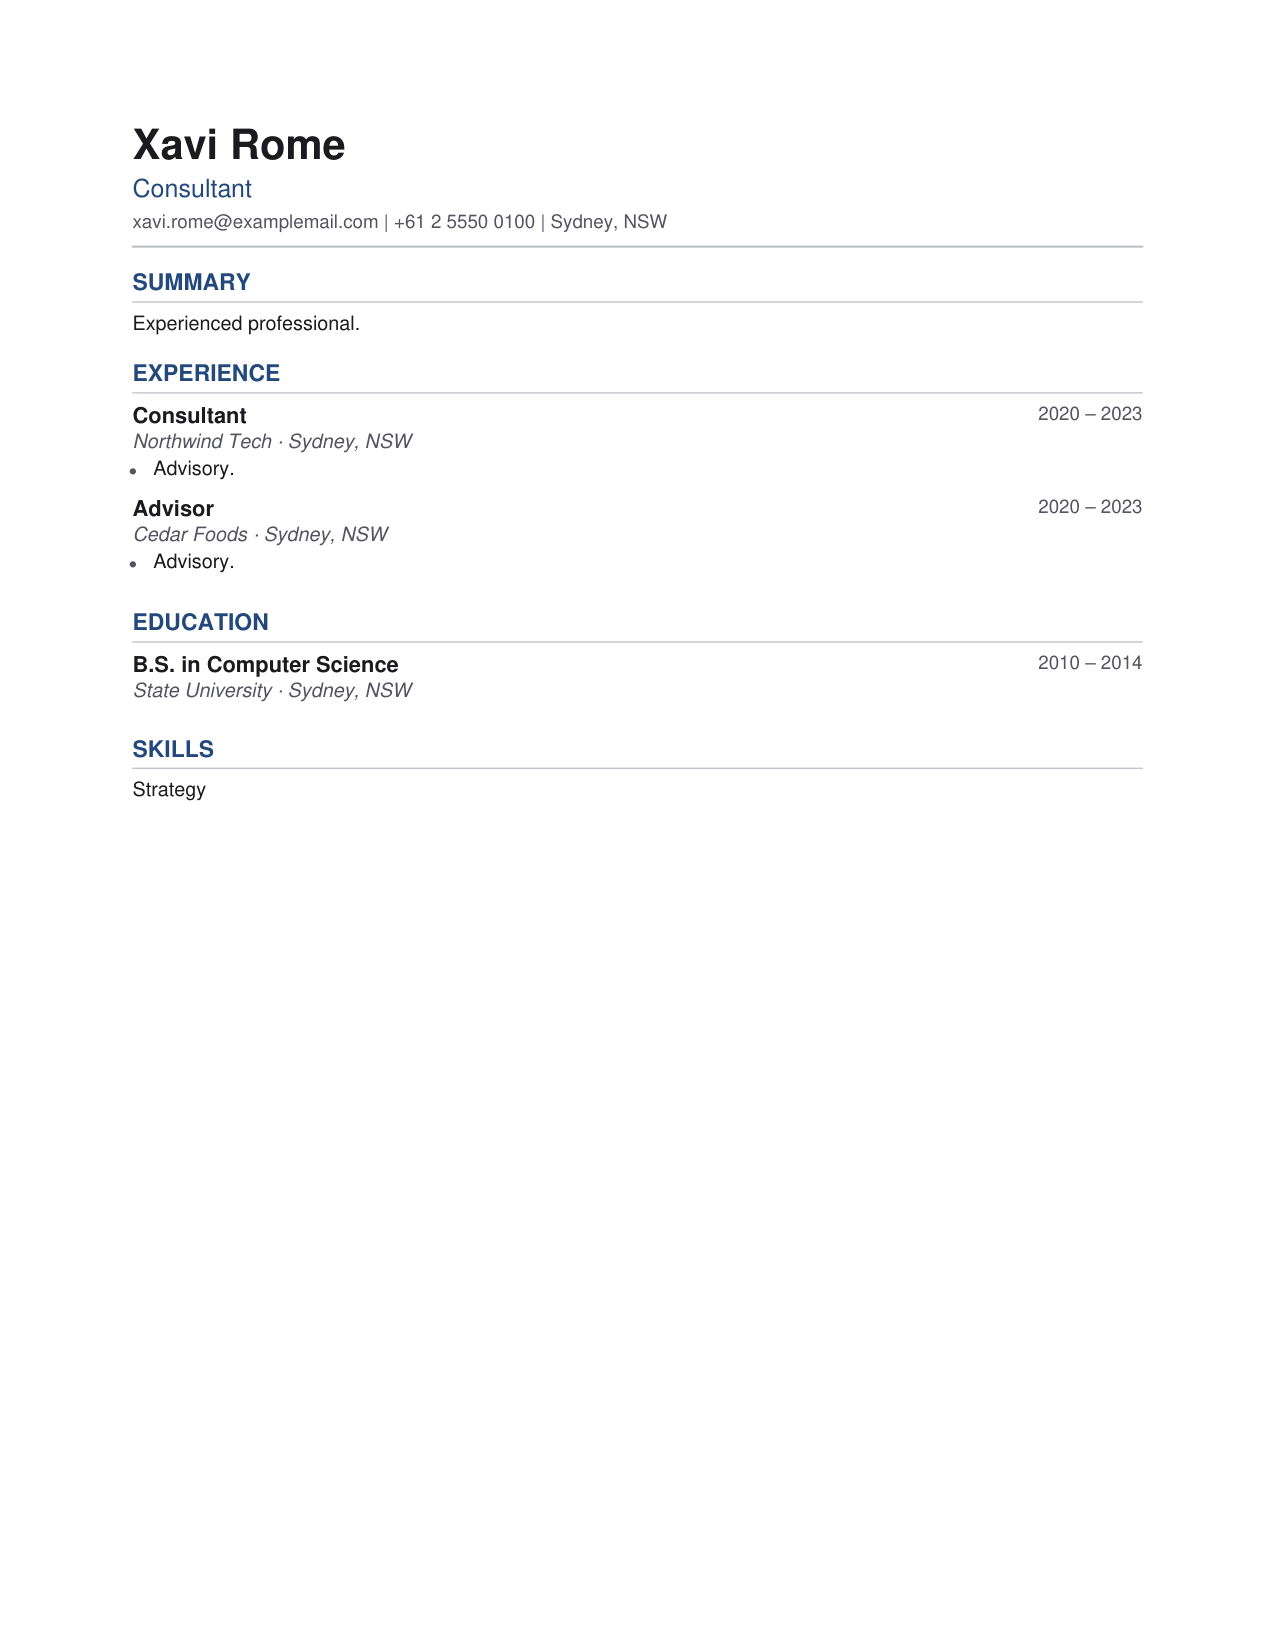 Xavi Rome
Consultant
xavi.rome@examplemail.com | +61 2 5550 0100 | Sydney, NSW
SUMMARY
Experienced professional.
EXPERIENCE
Consultant 2020 – 2023
Northwind Tech · Sydney, NSW
• Advisory.
Advisor 2020 – 2023
Cedar Foods · Sydney, NSW
• Advisory.
EDUCATION
B.S. in Computer Science 2010 – 2014
State University · Sydney, NSW
SKILLS
Strategy